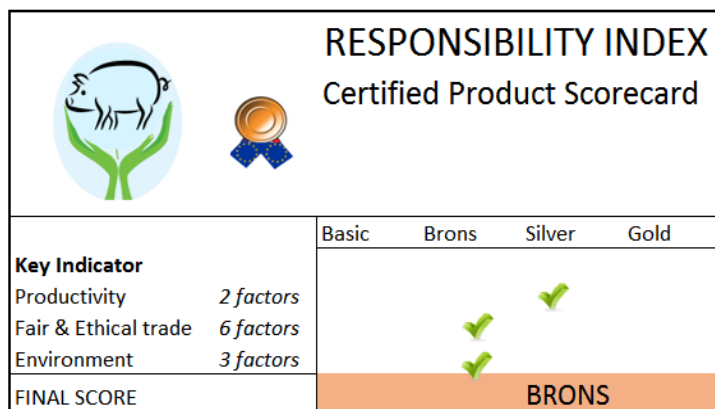 RESPONSIBILITY INDEX
Certified Product Scorecard
Basic Brons Silver Gold
Key Indicator
Productivity 2 factors
Fair & Ethical trade 6 factors
Environment 3 factors
FINAL SCORE BRONS